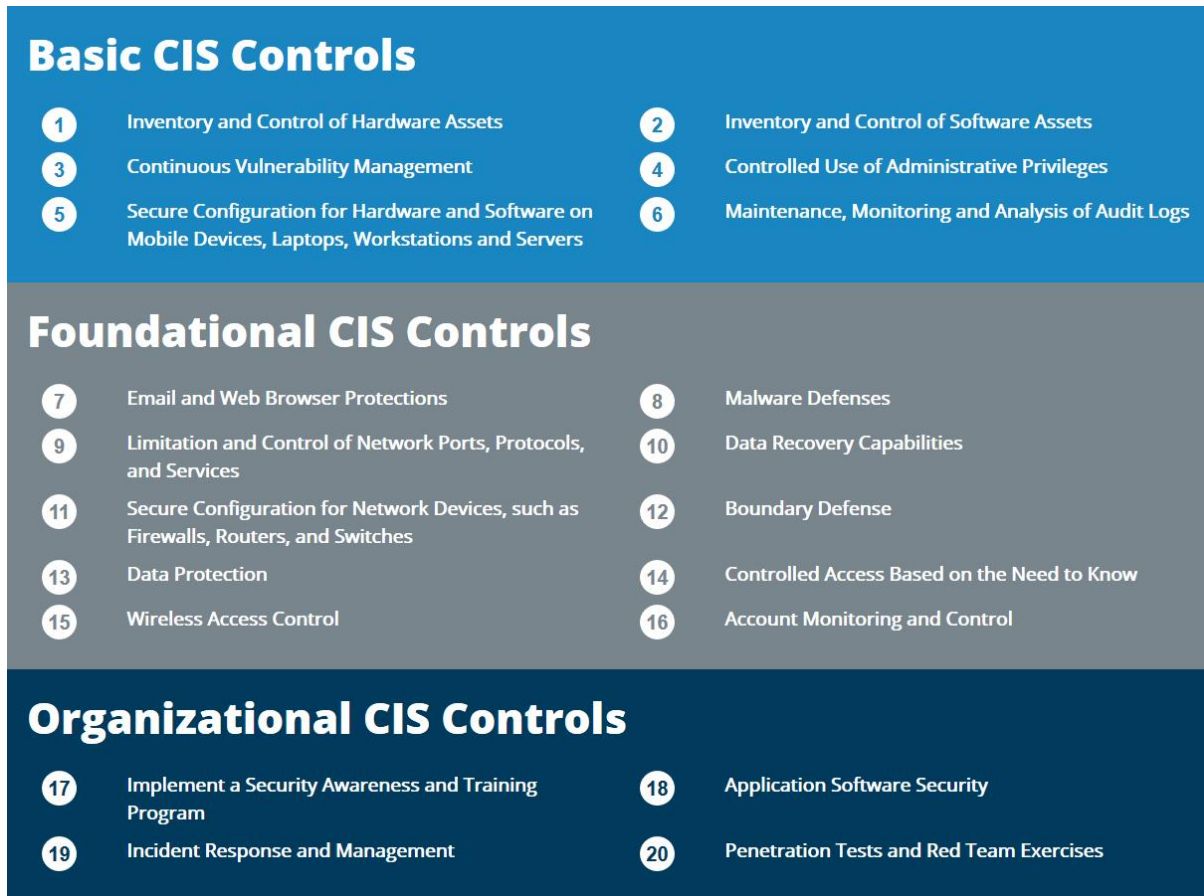 Basic CIS Controls
1 Inventory and Control of Hardware Assets
2 Inventory and Control of Software Assets
3 Continuous Vulnerability Management
4 Controlled Use of Administrative Privileges
5 Secure Configuration for Hardware and Software on
Mobile Devices, Laptops, Workstations and Servers
6 Maintenance, Monitoring and Analysis of Audit Logs
Foundational CIS Controls
7 Email and Web Browser Protections
8 Malware Defenses
9 Limitation and Control of Network Ports, Protocols,
and Services
10 Data Recovery Capabilities
11 Secure Configuration for Network Devices, such as
Firewalls, Routers, and Switches
12 Boundary Defense
13 Data Protection
14 Controlled Access Based on the Need to Know
15 Wireless Access Control
16 Account Monitoring and Control
Organizational CIS Controls
17 Implement a Security Awareness and Training
Program
18 Application Software Security
19 Incident Response and Management
20 Penetration Tests and Red Team Exercises